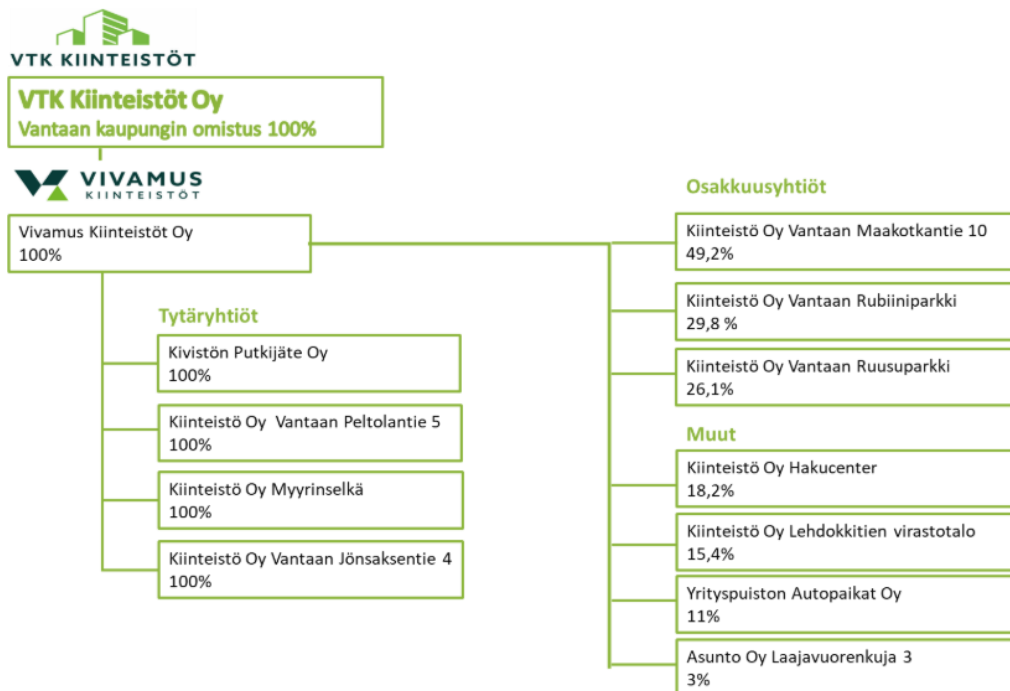 VTK KIINTEISTÖT
VTK Kiinteistöt Oy
Vantaan kaupungin omistus 100%
VIVAMUS
KIINTEISTÖT
Vivamus Kiinteistöt Oy
100%
Tytäryhtiöt
Kivistön Putkijäte Oy
100%
Kiinteistö Oy  Vantaan Peltolantie 5
100%
Kiinteistö Oy Myyrinselkä
100%
Kiinteistö Oy Vantaan Jönsaksentie 4
100%
Osakkuusyhtiöt
Kiinteistö Oy Vantaan Maakotkantie 10
49,2%
Kiinteistö Oy Vantaan Rubiiniparkki
29,8 %
Kiinteistö Oy Vantaan Ruusuparkki
26,1%
Muut
Kiinteistö Oy Hakucenter
18,2%
Kiinteistö Oy Lehdokkitien virastotalo
15,4%
Yrityspuiston Autopaikat Oy
11%
Asunto Oy Laajavuorenkuja 3
3%